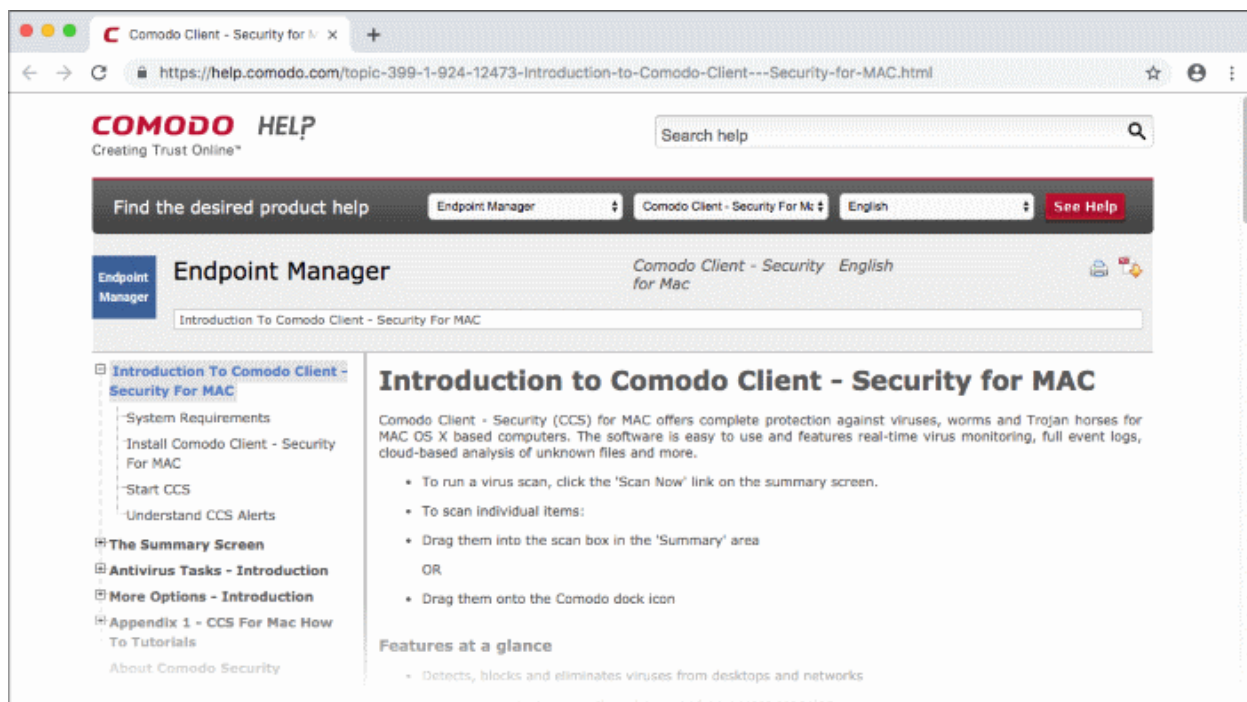 Comodo Client - Security for M
https://help.comodo.com/topic-399-1-924-12473-Introduction-to-Comodo-Client---Security-for-MAC.html
COMODO HELP
Creating Trust Online™
Search help
Find the desired product help
Endpoint Manager
Comodo Client - Security For Mc
English
See Help
Endpoint
Manager
Endpoint Manager
Comodo Client - Security
for Mac
English
Introduction To Comodo Client - Security For MAC
Introduction To Comodo Client -
Security For MAC
System Requirements
Install Comodo Client - Security
For MAC
Start CCS
Understand CCS Alerts
The Summary Screen
Antivirus Tasks - Introduction
More Options - Introduction
Appendix 1 - CCS For Mac How
To Tutorials
About Comodo Security
Introduction to Comodo Client - Security for MAC
Comodo Client - Security (CCS) for MAC offers complete protection against viruses, worms and Trojan horses for
MAC OS X based computers. The software is easy to use and features real-time virus monitoring, full event logs,
cloud-based analysis of unknown files and more.
• To run a virus scan, click the 'Scan Now' link on the summary screen.
• To scan individual items:
• Drag them into the scan box in the 'Summary' area
OR
• Drag them onto the Comodo dock icon
Features at a glance
• Detects, blocks and eliminates viruses from desktops and networks